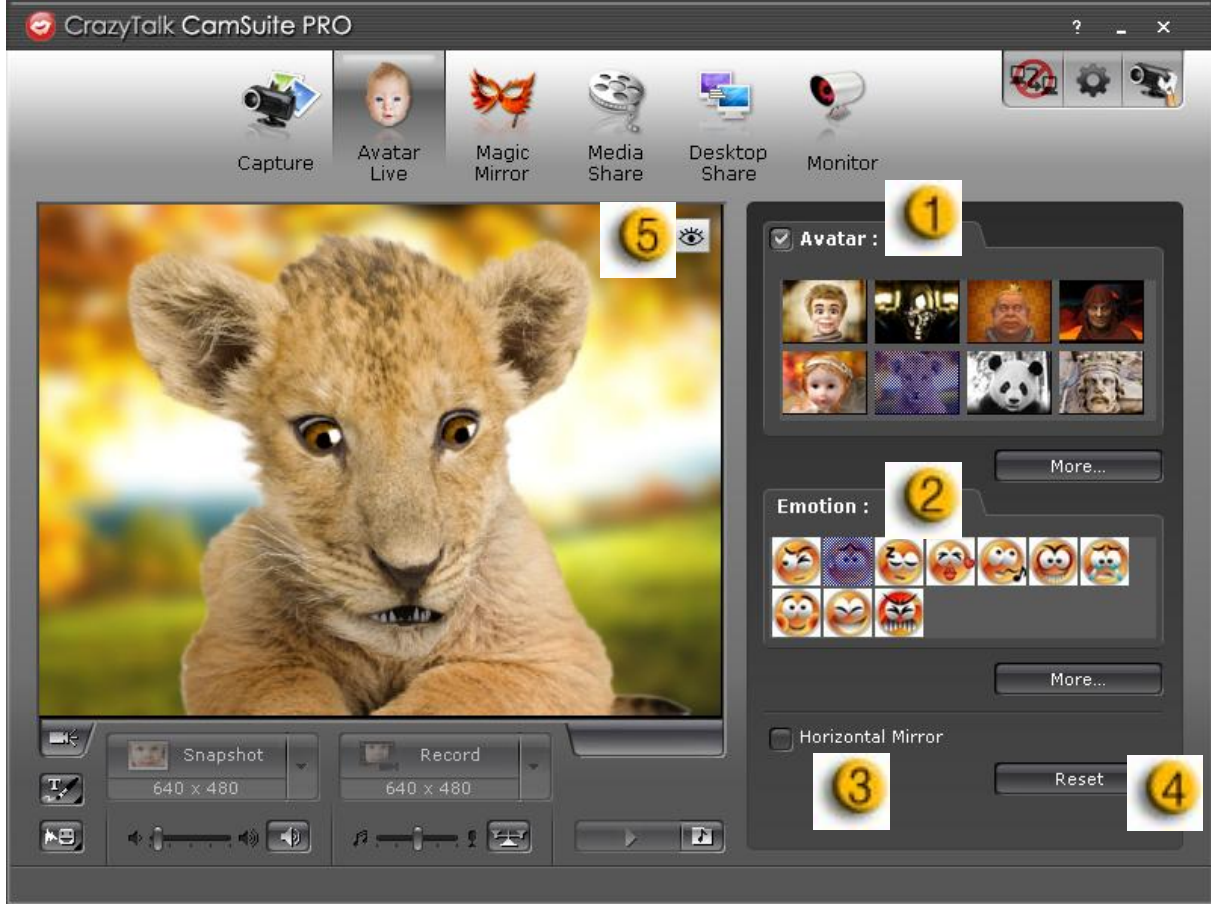 CrazyTalk CamSuite PRO
?
Capture
Avatar
Live
Magic
Mirror
Media
Share
Desktop
Share
Monitor
5
1
Avatar :
More...
2
Emotion :
More...
Horizontal Mirror
3
Reset
4
Snapshot
640 x 480
Record
640 x 480